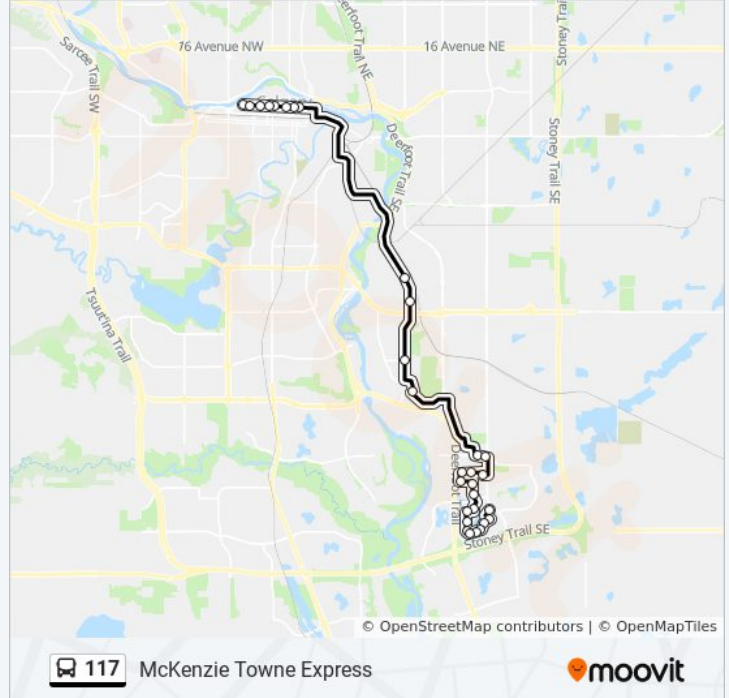 76 Avenue NW
16 Avenue NE
Deerfoot Trail NE
Stoney Trail
Sarcee Trail SW
Deerfoot Trail SE
Stoney Trail SE
Tsuut'ina Trail
Deerfoot Trail
Stoney Trail SE
© OpenStreetMap contributors | © OpenMapTiles
117 McKenzie Towne Express
moovit